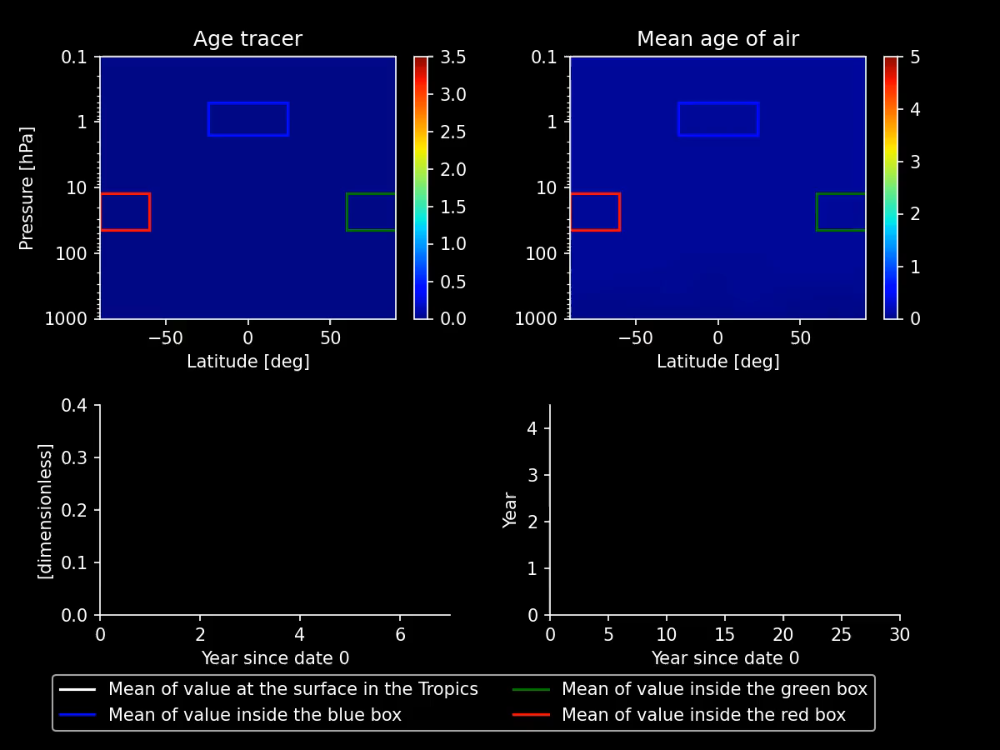 Age tracer
Mean age of air
Pressure [hPa]
0.1
1
10
100
1000
−50 0 50
Latitude [deg]
3.5
3.0
2.5
2.0
1.5
1.0
0.5
0.0
0.1
1
10
100
1000
−50 0 50
Latitude [deg]
5
4
3
2
1
0
[dimensionless]
0.4
0.3
0.2
0.1
0.0
0 2 4 6
Year since date 0
Year
4
3
2
1
0
0 5 10 15 20 25 30
Year since date 0
Mean of value at the surface in the Tropics
Mean of value inside the blue box
Mean of value inside the green box
Mean of value inside the red box